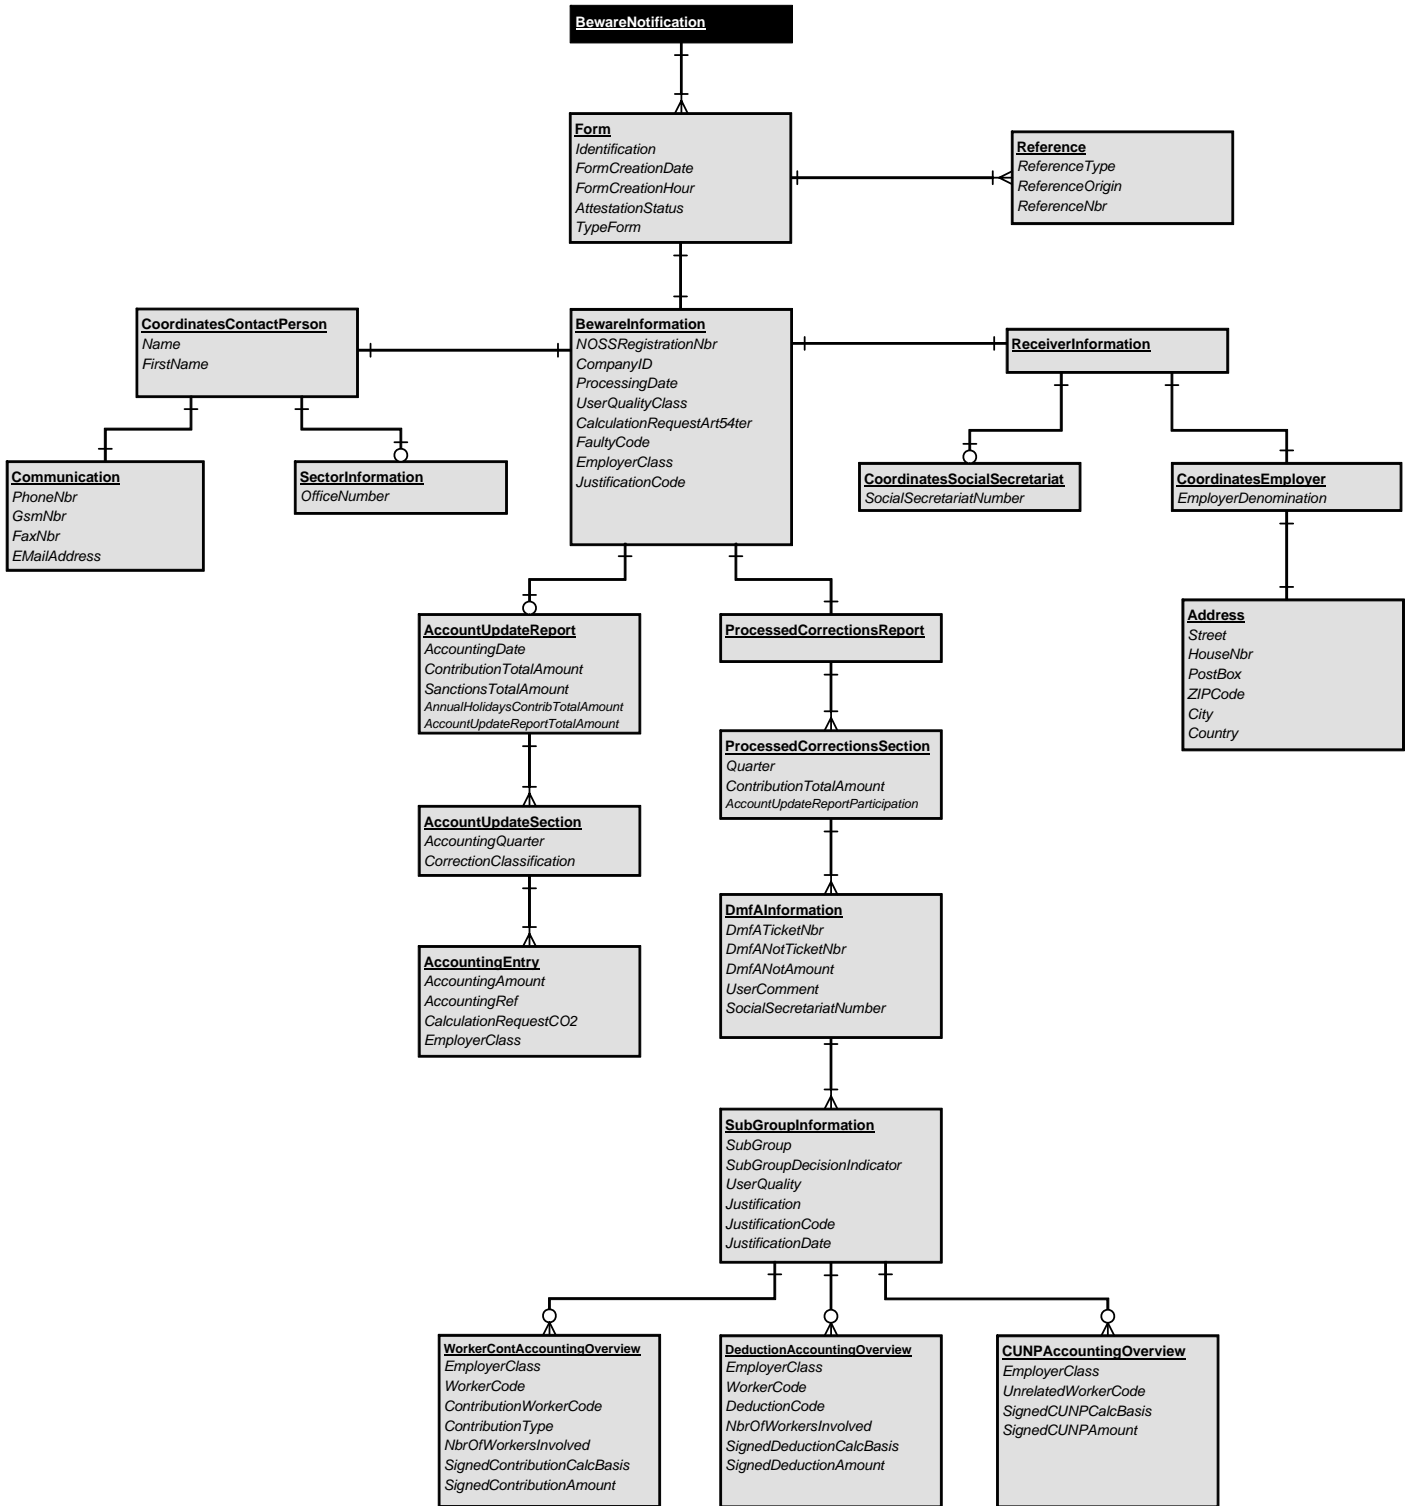 BewareNotification
Form
Identification
FormCreationDate
FormCreationHour
AttestationStatus
TypeForm
Reference
ReferenceType
ReferenceOrigin
ReferenceNbr
CoordinatesContactPerson
Name
FirstName
BewareInformation
NOSSRegistrationNbr
CompanyID
ProcessingDate
UserQualityClass
CalculationRequestArt54ter
FaultyCode
EmployerClass
JustificationCode
ReceiverInformation
Communication
PhoneNbr
GsmNbr
FaxNbr
EMailAddress
SectorInformation
OfficeNumber
CoordinatesSocialSecretariat
SocialSecretariatNumber
CoordinatesEmployer
EmployerDenomination
Address
Street
HouseNbr
PostBox
ZIPCode
City
Country
AccountUpdateReport
AccountingDate
ContributionTotalAmount
SanctionsTotalAmount
AnnualHolidaysContribTotalAmount
AccountUpdateReportTotalAmount
ProcessedCorrectionsReport
ProcessedCorrectionsSection
Quarter
ContributionTotalAmount
AccountUpdateReportParticipation
AccountUpdateSection
AccountingQuarter
CorrectionClassification
DmfAInformation
DmfATicketNbr
DmfANotTicketNbr
DmfANotAmount
UserComment
SocialSecretariatNumber
AccountingEntry
AccountingAmount
AccountingRef
CalculationRequestCO2
EmployerClass
SubGroupInformation
SubGroup
SubGroupDecisionIndicator
UserQuality
Justification
JustificationCode
JustificationDate
WorkerContAccountingOverview
EmployerClass
WorkerCode
ContributionWorkerCode
ContributionType
NbrOfWorkersInvolved
SignedContributionCalcBasis
SignedContributionAmount
DeductionAccountingOverview
EmployerClass
WorkerCode
DeductionCode
NbrOfWorkersInvolved
SignedDeductionCalcBasis
SignedDeductionAmount
CUNPAccountingOverview
EmployerClass
UnrelatedWorkerCode
SignedCUNPCalcBasis
SignedCUNPAmount